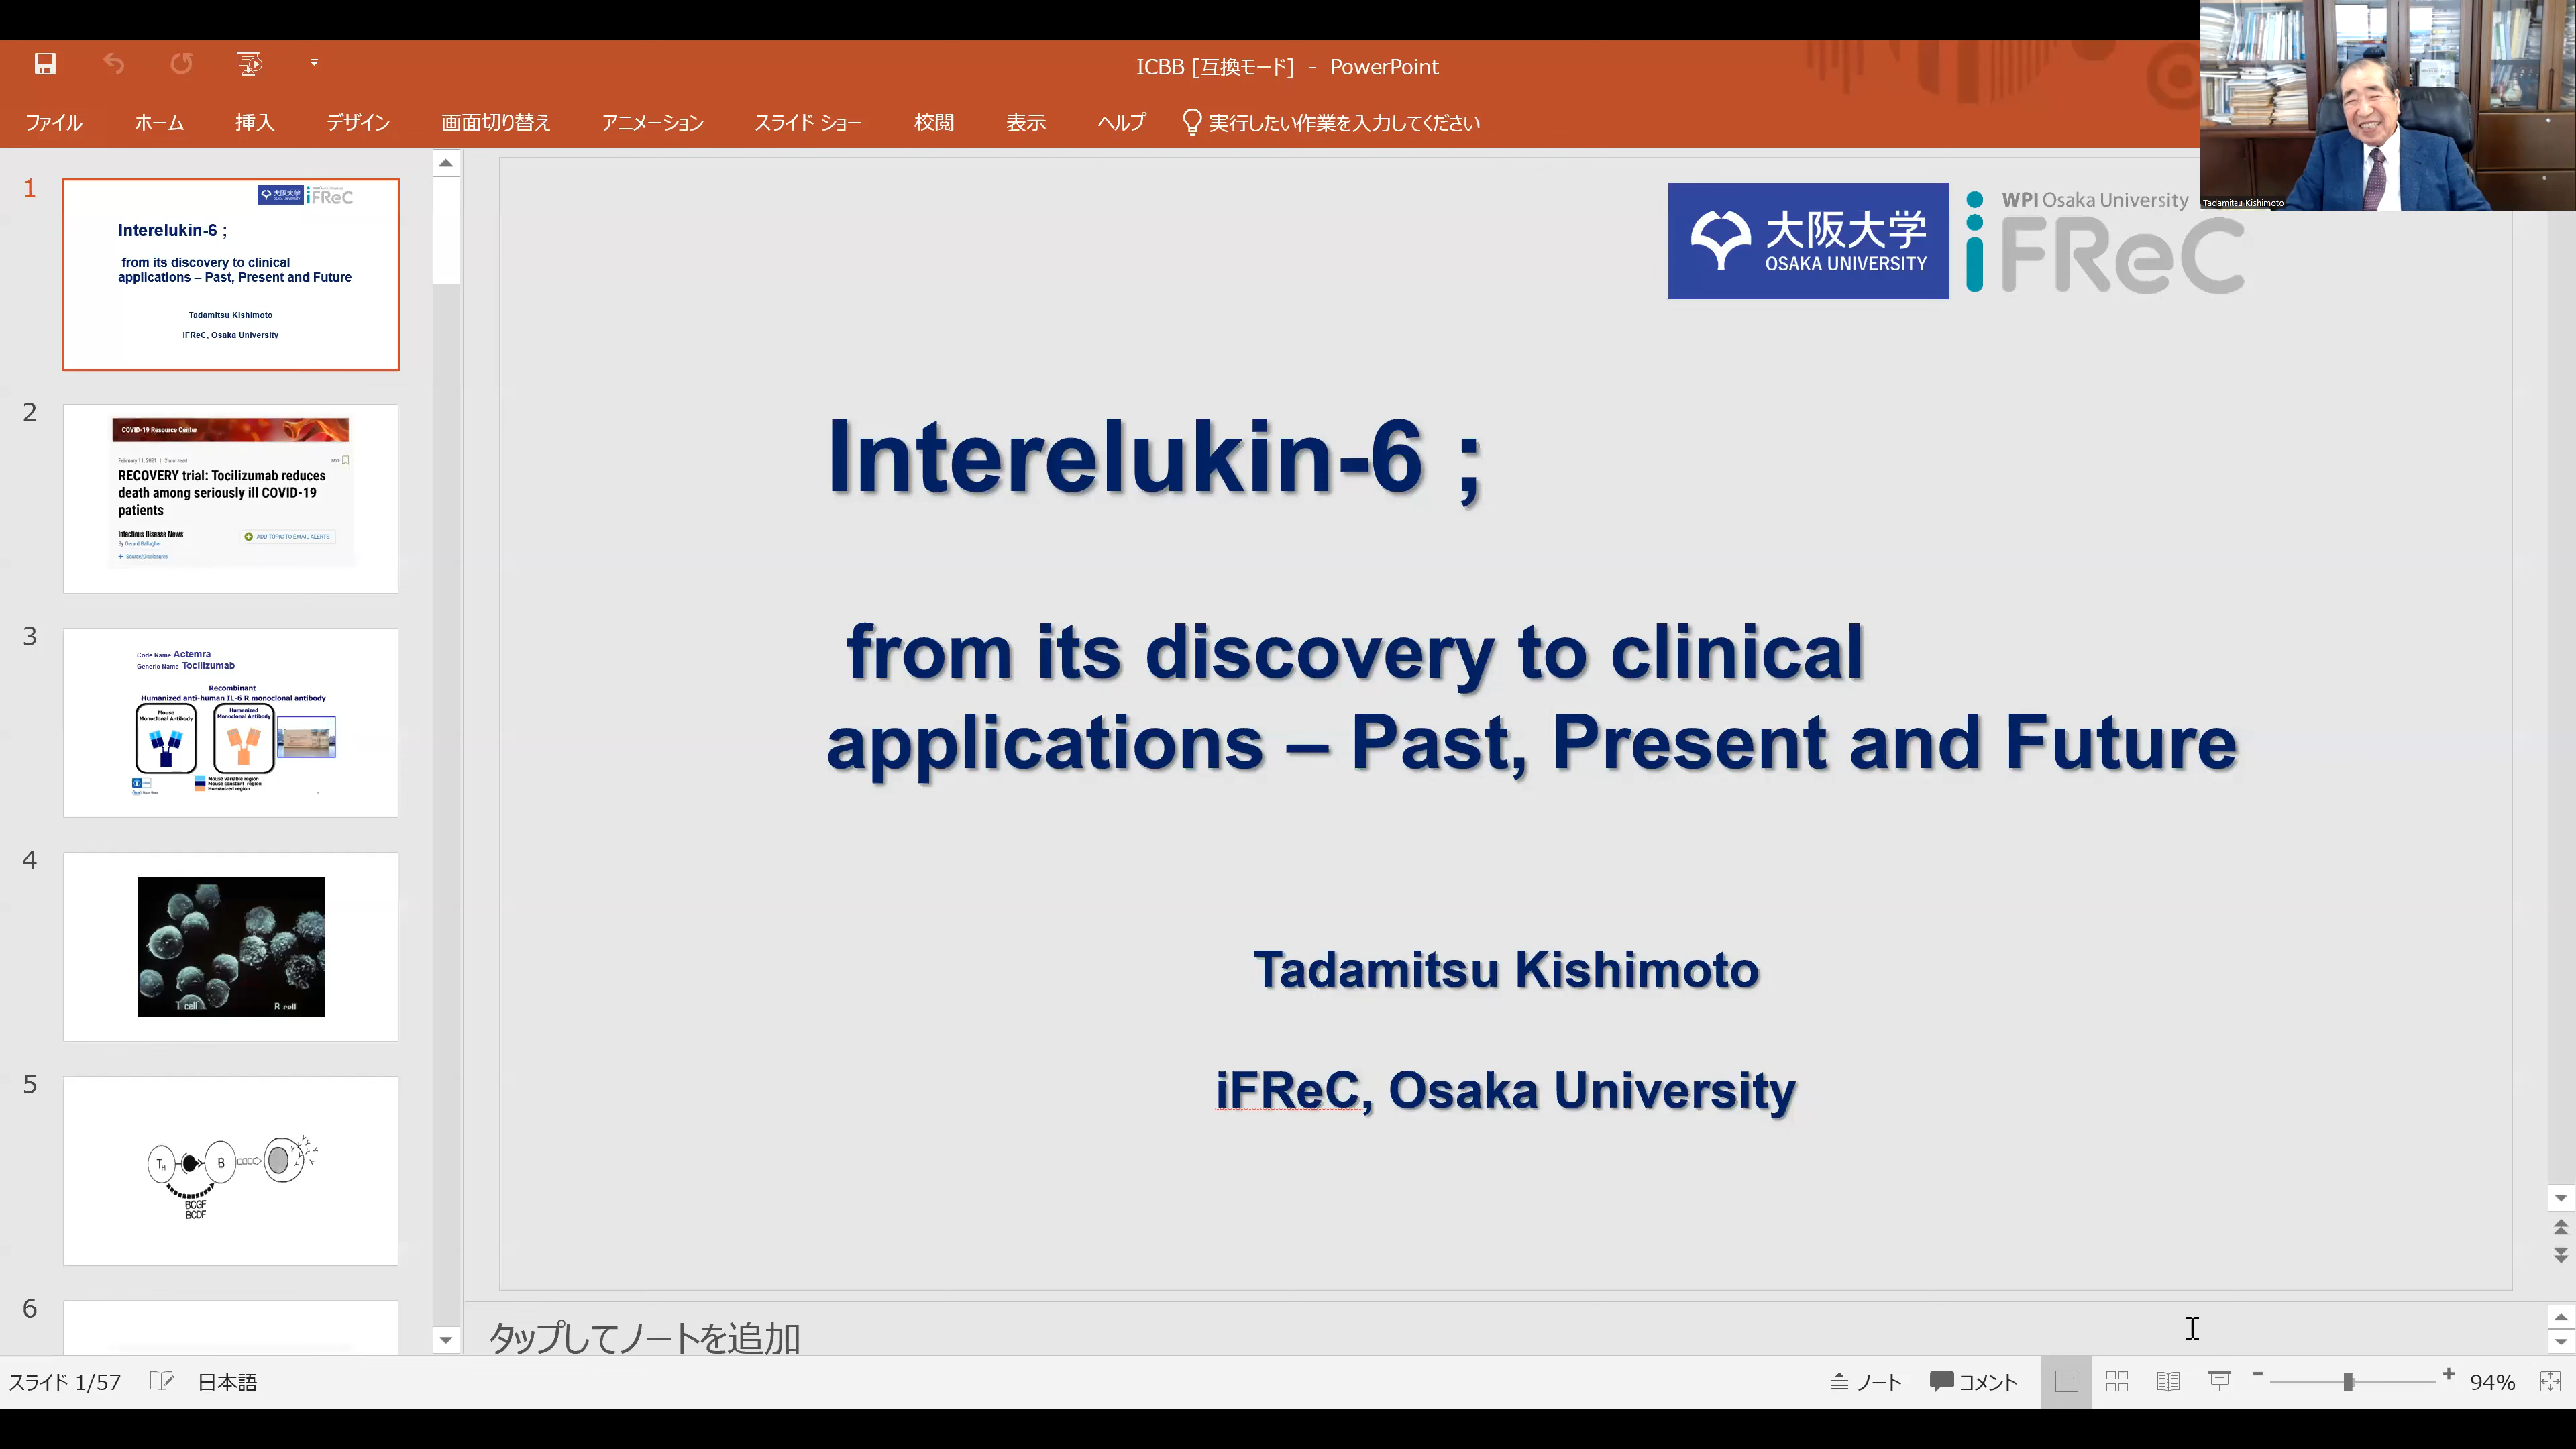 ICBB [互換モード] - PowerPoint
ファイル
ホーム
挿入
デザイン
画面切り替え
アニメーション
スライド ショー
校閲
表示
ヘルプ
実行したい作業を入力してください
Tadamitsu Kishimoto
1
大阪大学
iFReC
Interelukin-6 ;
from its discovery to clinical
applications – Past, Present and Future
Tadamitsu Kishimoto
iFReC, Osaka University
2
COVID-19 Resource Center
February 11, 2021 | 2 min read
SAVE
RECOVERY trial: Tocilizumab reduces
death among seriously ill COVID-19
patients
Infectious Disease News
By Gerard Gallagher
ADD TOPIC TO EMAIL ALERTS
Source/Disclosures
3
Code Name Actemra
Generic Name Tocilizumab
Recombinant
Humanized anti-human IL-6 R monoclonal antibody
Mouse
Monoclonal Antibody
Humanized
Monoclonal Antibody
Mouse variable region
Mouse constant region
Humanized region
4
T cell
B cell
5
TH
B
BCGF
BCDF
6
大阪大学
OSAKA UNIVERSITY
WPI Osaka University
iFReC
Interelukin-6 ;
from its discovery to clinical
applications – Past, Present and Future
Tadamitsu Kishimoto
iFReC, Osaka University
タップしてノートを追加
スライド 1/57
日本語
ノート
コメント
94%